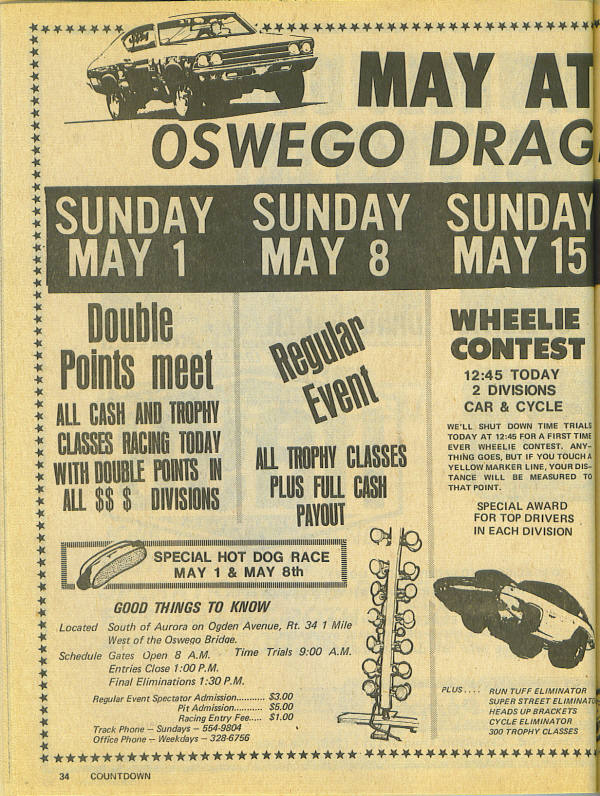 MAY AT
OSWEGO DRAG
SUNDAY
MAY 1
SUNDAY
MAY 8
SUNDAY
MAY 15
Double
Points meet
ALL CASH AND TROPHY
CLASSES RACING TODAY
WITH DOUBLE POINTS IN
ALL $$ $ DIVISIONS
Regular
Event
ALL TROPHY CLASSES
PLUS FULL CASH
PAYOUT
WHEELIE
CONTEST
12:45 TODAY
2 DIVISIONS
CAR & CYCLE
WE'LL SHUT DOWN TIME TRIALS
TODAY AT 12:45 FOR A FIRST TIME
EVER WHEELIE CONTEST. ANY-
THING GOES, BUT IF YOU TOUCH A
YELLOW MARKER LINE, YOUR DIS-
TANCE WILL BE MEASURED TO
THAT POINT.
SPECIAL AWARD
FOR TOP DRIVERS
IN EACH DIVISION
SPECIAL HOT DOG RACE
MAY 1 & MAY 8th
GOOD THINGS TO KNOW
Located South of Aurora on Ogden Avenue, Rt. 34 1 Mile
West of the Oswego Bridge.
Schedule Gates Open 8 A.M. Time Trials 9:00 A.M.
Entries Close 1:00 P.M.
Final Eliminations 1:30 P.M.
Regular Event Spectator Admission.......... $3.00
Pit Admission..... $5.00
Racing Entry Fee.... $1.00
Track Phone — Sundays — 554-9804
Office Phone — Weekdays — 328-6756
PLUS.... RUN TUFF ELIMINATOR
SUPER STREET ELIMINATO
HEADS UP BRACKETS
CYCLE ELIMINATOR
300 TROPHY CLASSES
34 COUNTDOWN